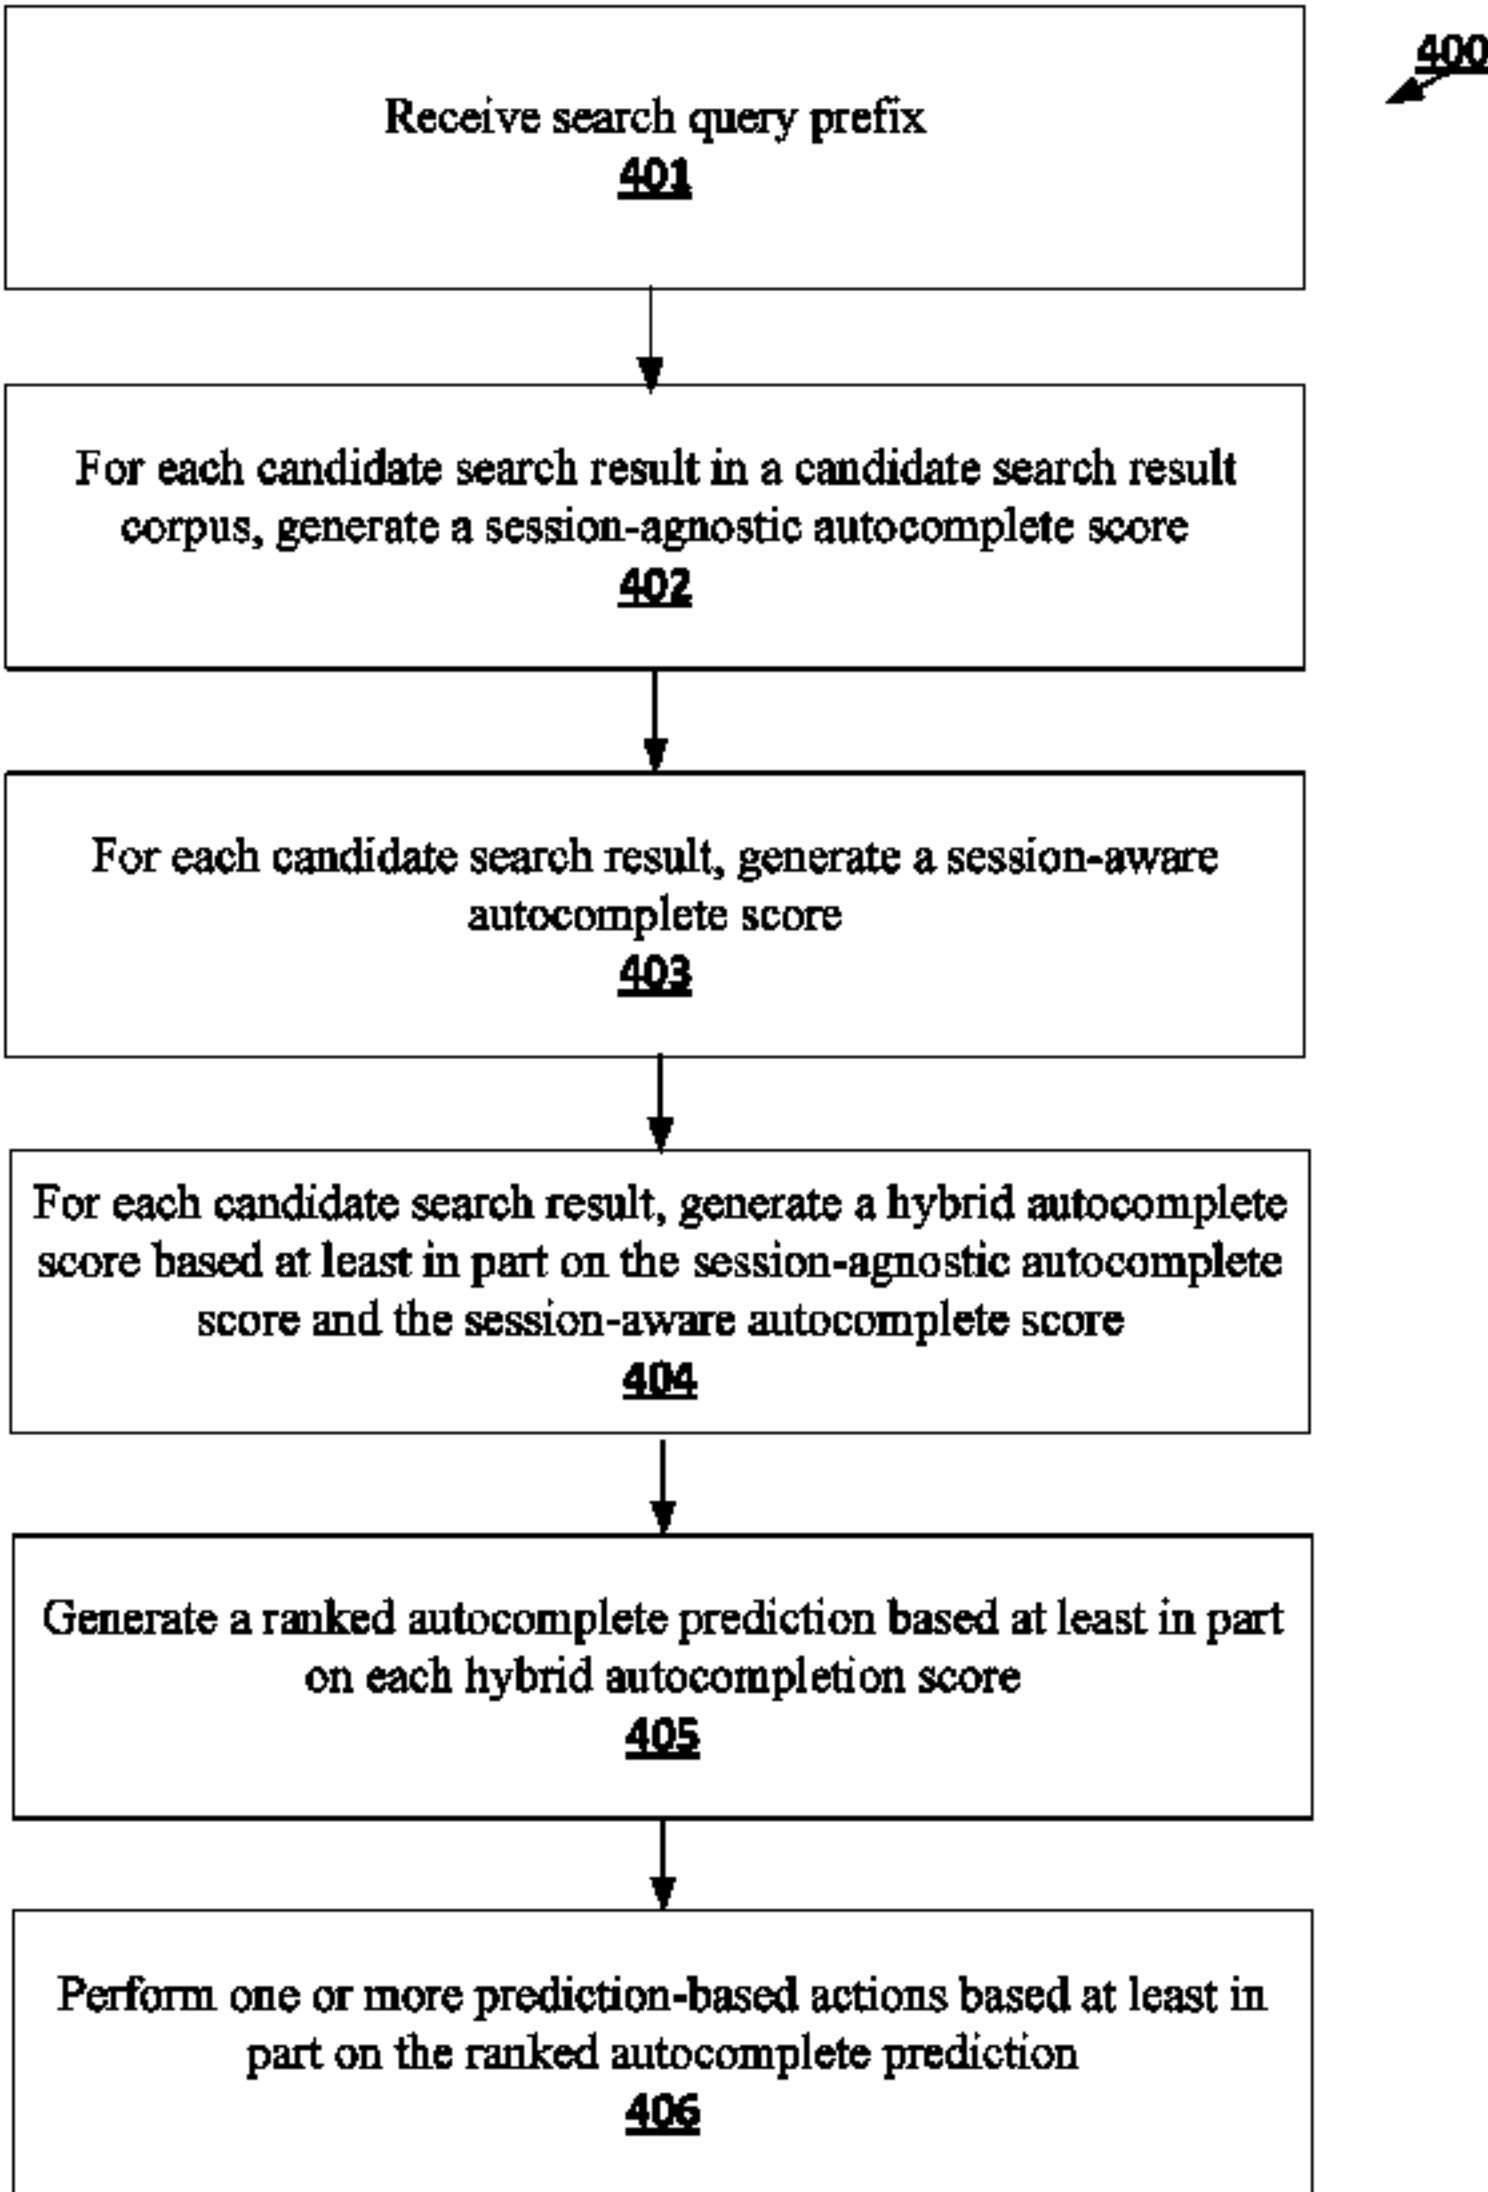 400
Receive search query prefix
401
For each candidate search result in a candidate search result
corpus, generate a session-agnostic autocomplete score
402
For each candidate search result, generate a session-aware
autocomplete score
403
For each candidate search result, generate a hybrid autocomplete
score based at least in part on the session-agnostic autocomplete
score and the session-aware autocomplete score
404
Generate a ranked autocomplete prediction based at least in part
on each hybrid autocompletion score
405
Perform one or more prediction-based actions based at least in
part on the ranked autocomplete prediction
406